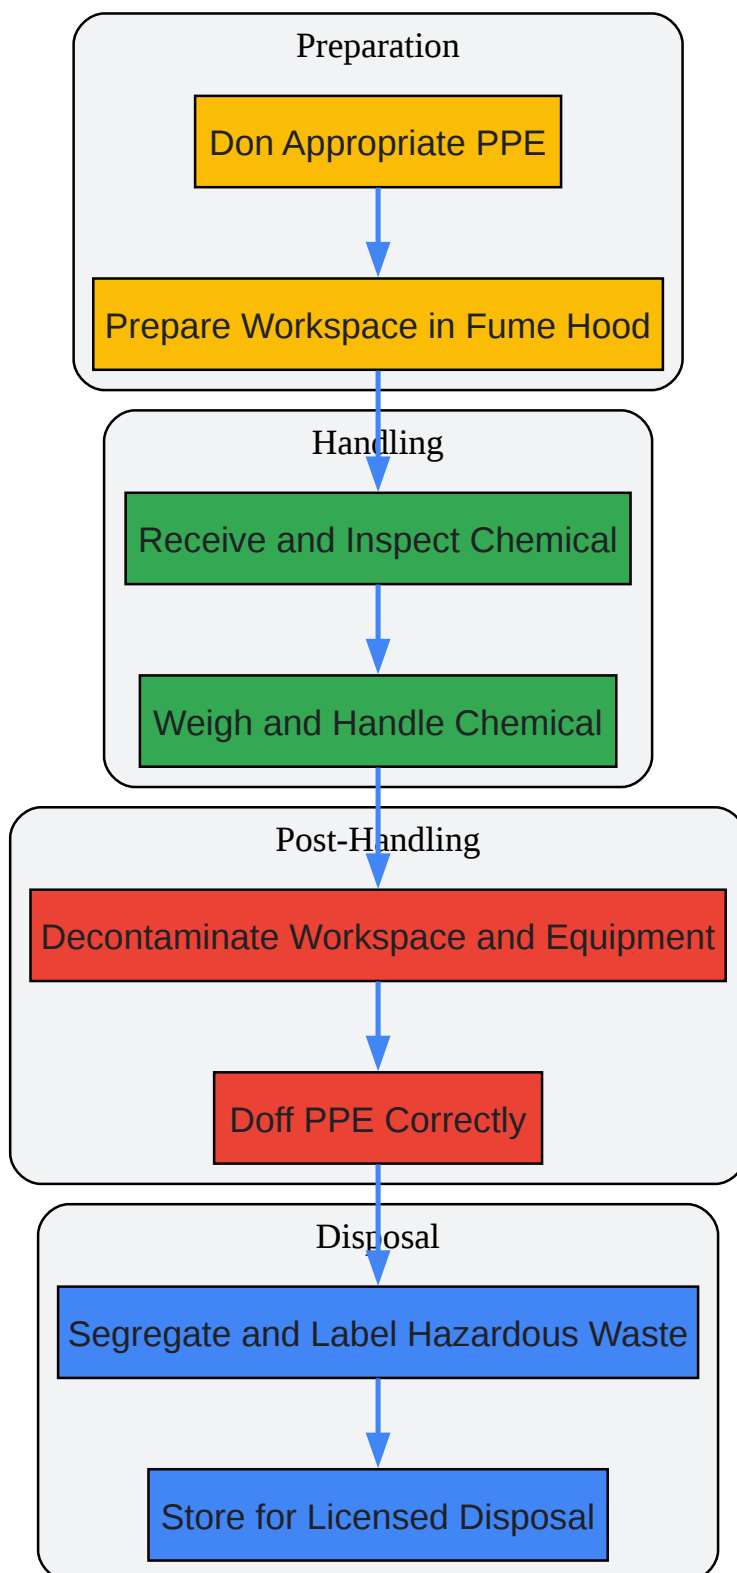 Preparation
Don Appropriate PPE
Prepare Workspace in Fume Hood
Handling
Receive and Inspect Chemical
Weigh and Handle Chemical
Post-Handling
Decontaminate Workspace and Equipment
Doff PPE Correctly
Disposal
Segregate and Label Hazardous Waste
Store for Licensed Disposal